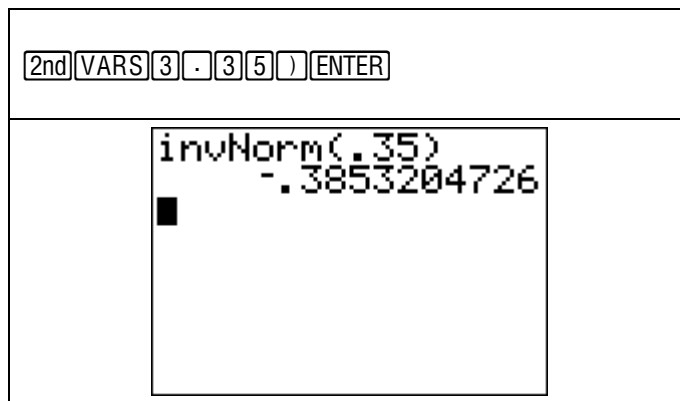 2nd VARS 3 . 3 5 ) ENTER
invNorm(.35)
-.3853204726